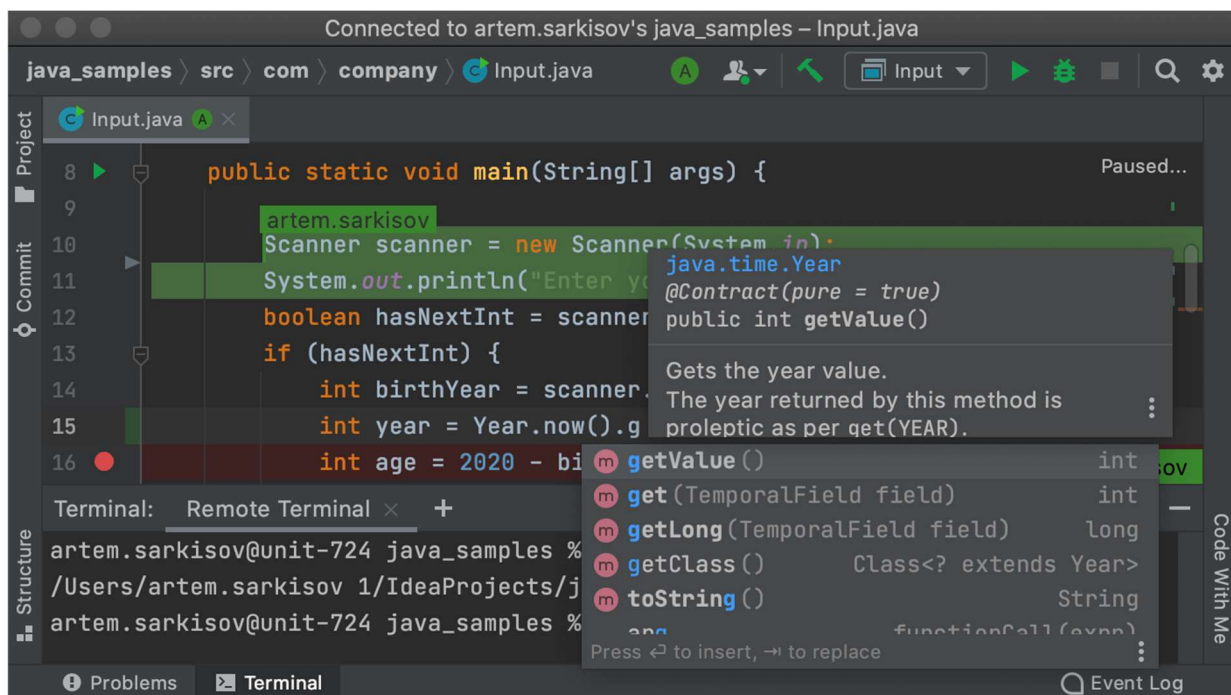 Connected to artem.sarkisov's java_samples – Input.java
java_samples src com company Input.java A Input
Project
Commit
Structure
Input.java A
Paused...
8 public static void main(String[] args) {
9
artem.sarkisov
10 Scanner scanner = new Scanner(System.in);
11 System.out.println("Enter yo
12 boolean hasNextInt = scanner
13 if (hasNextInt) {
14 int birthYear = scanner.
15 int year = Year.now().g
16 int age = 2020 - bi
java.time.Year
@Contract(pure = true)
public int getValue()
Gets the year value.
The year returned by this method is
proleptic as per get(YEAR).
getValue() int
get(TemporalField field) int
getLong(TemporalField field) long
getClass() Class<? extends Year>
toString() String
arg functionCall(expr)
Press ↵ to insert, ⇥ to replace
sov
Terminal: Remote Terminal × +
artem.sarkisov@unit-724 java_samples %
/Users/artem.sarkisov 1/IdeaProjects/j
artem.sarkisov@unit-724 java_samples %
Code With Me
Problems Terminal Event Log